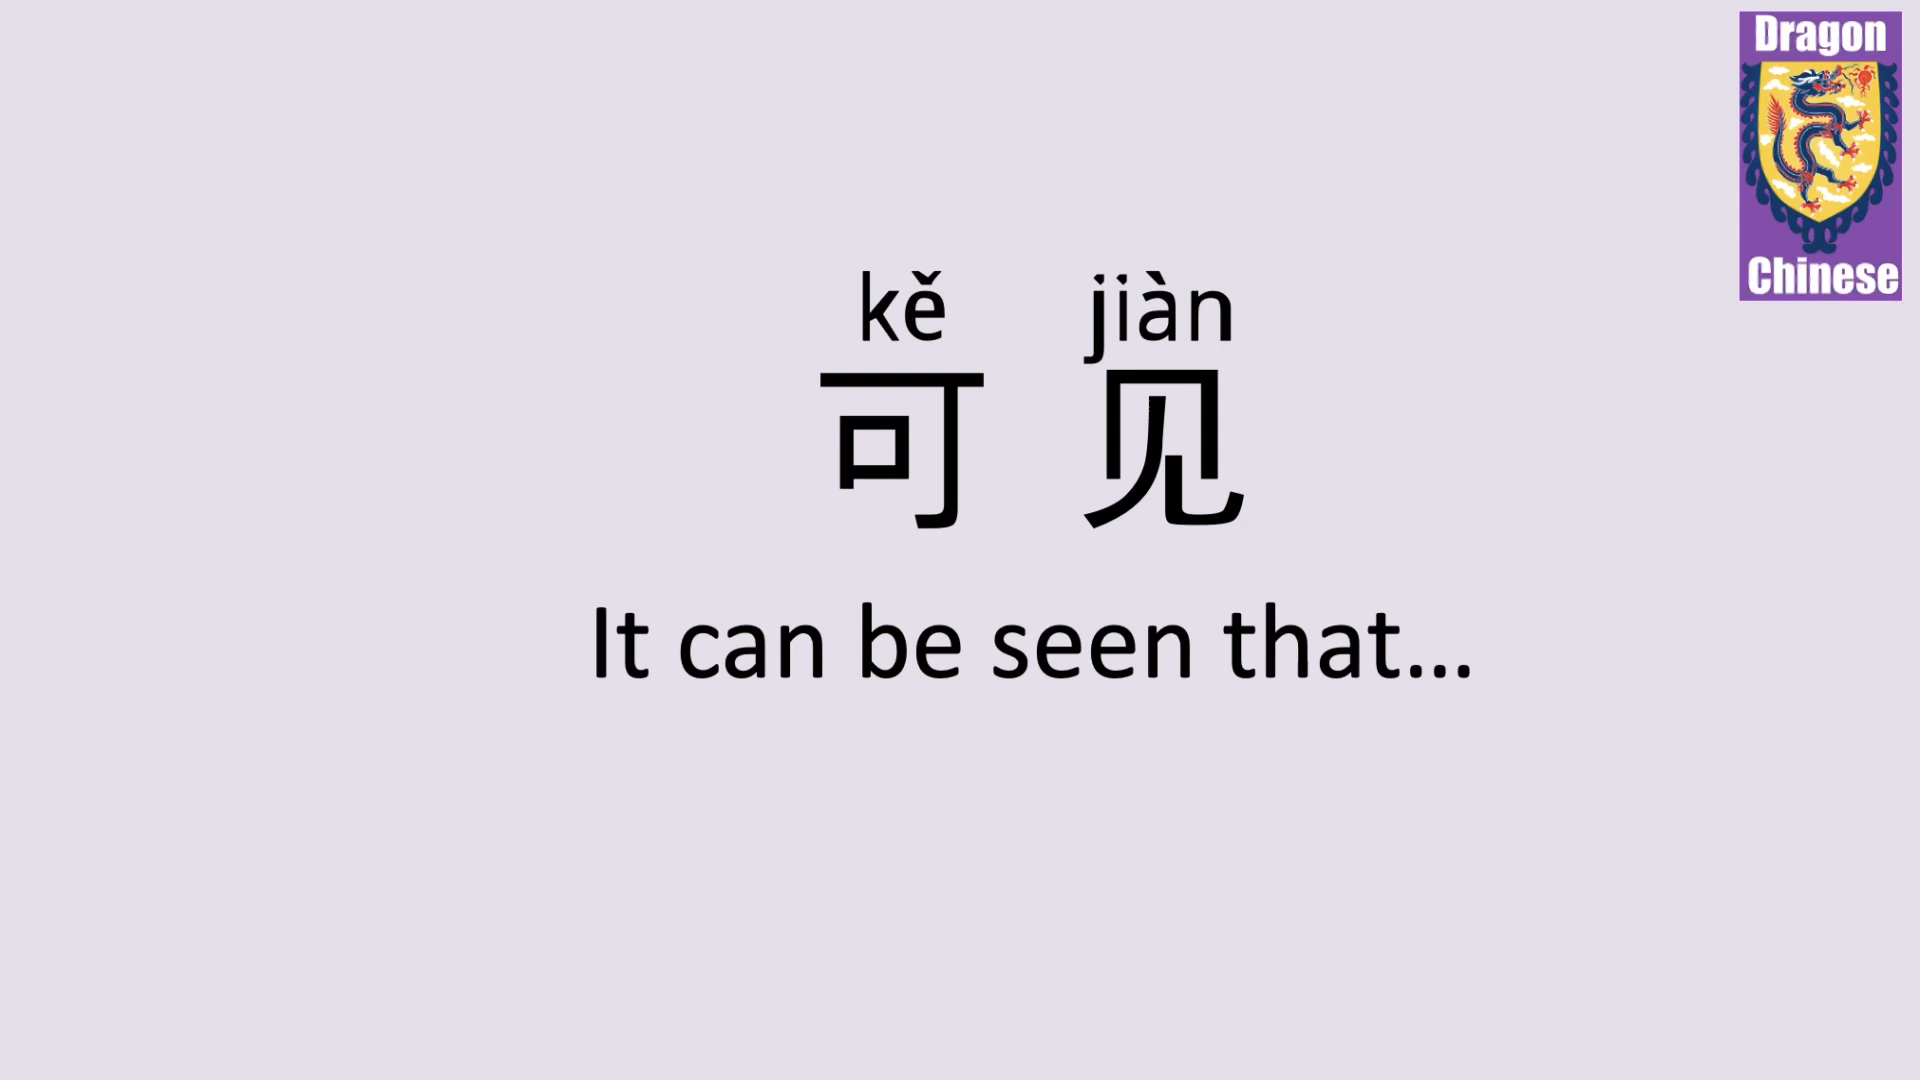 Dragon
Chinese
kě jiàn
可 见
It can be seen that...